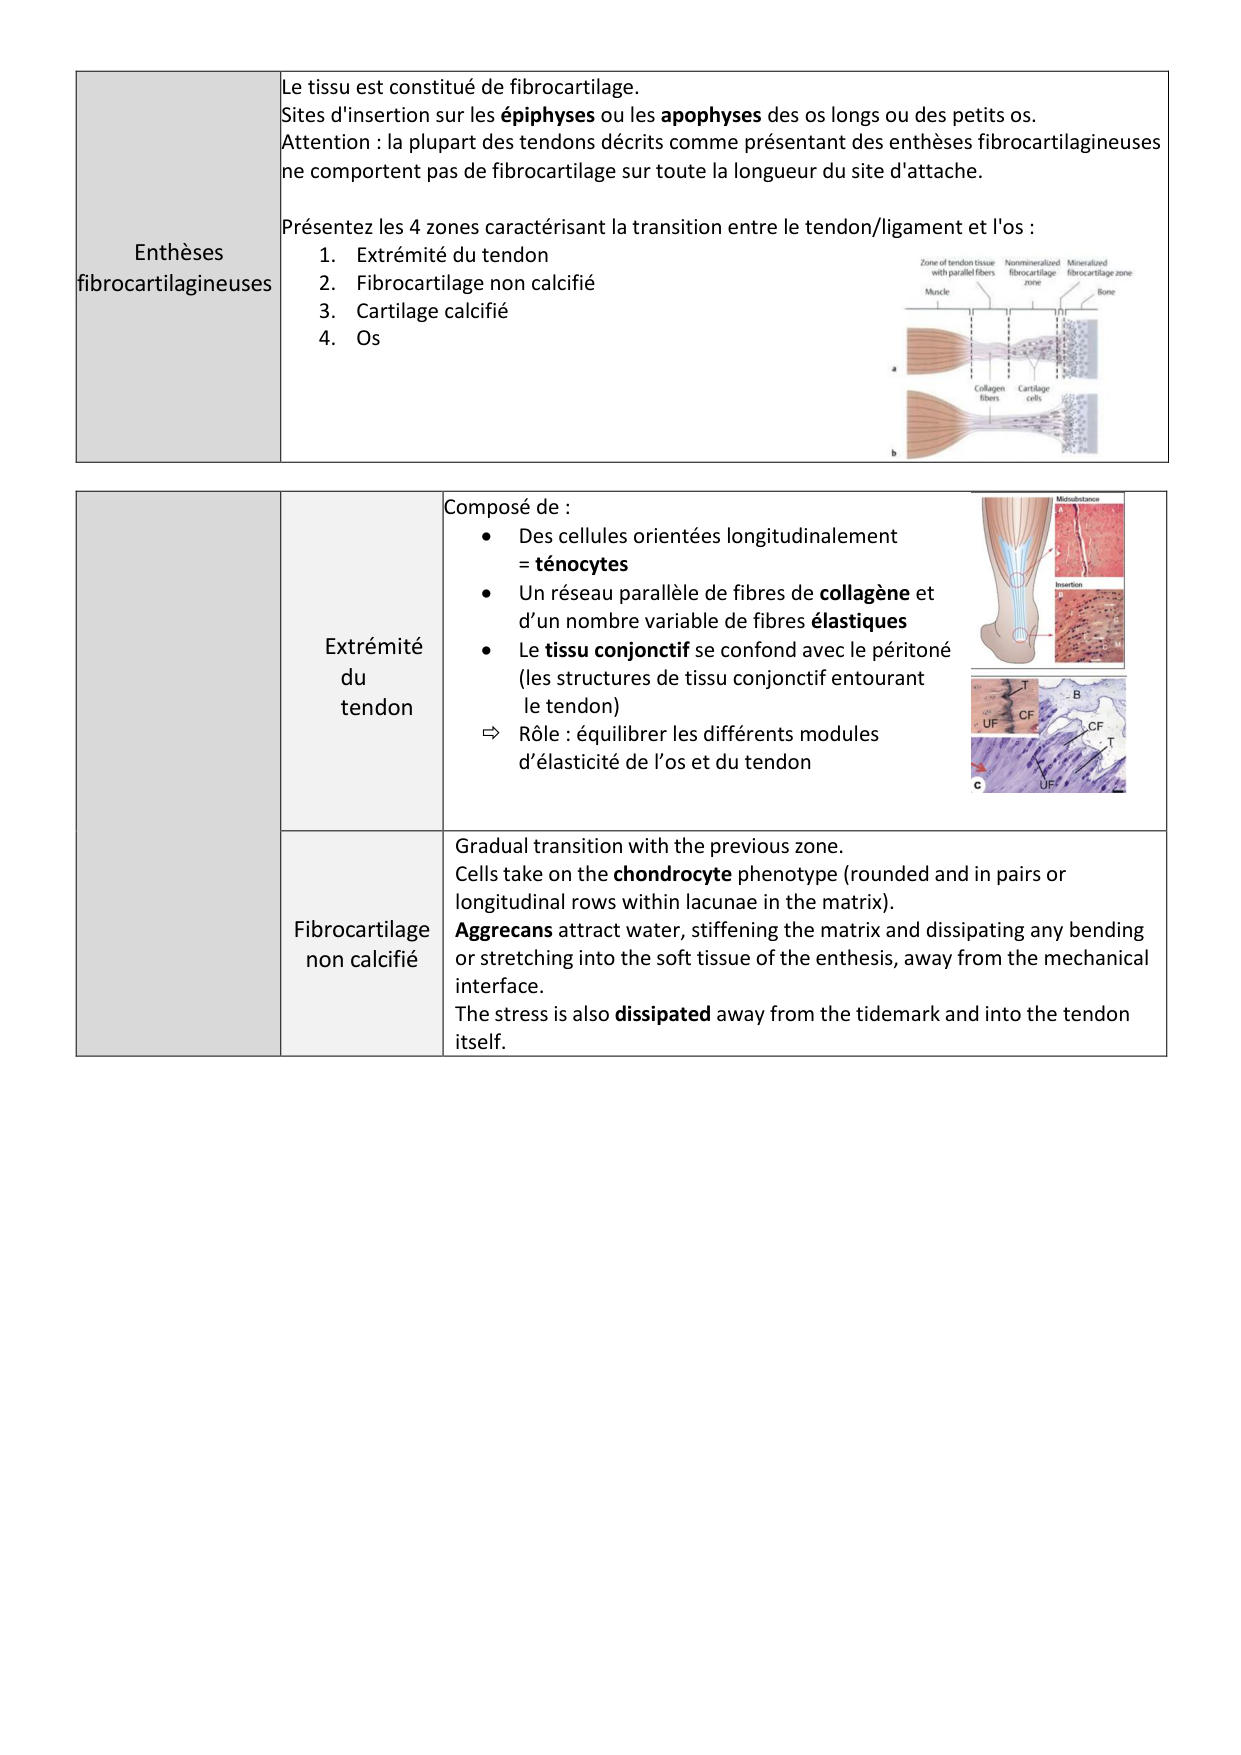 Enthèses
fibrocartilagineuses
Le tissu est constitué de fibrocartilage.
Sites d'insertion sur les épiphyses ou les apophyses des os longs ou des petits os.
Attention : la plupart des tendons décrits comme présentant des enthèses fibrocartilagineuses
ne comportent pas de fibrocartilage sur toute la longueur du site d'attache.
Présentez les 4 zones caractérisant la transition entre le tendon/ligament et l'os :
1. Extrémité du tendon
2. Fibrocartilage non calcifié
3. Cartilage calcifié
4. Os
Zone of tendon tissue
with parallel fibers
Nonmineralized
fibrocartilage
zone
Mineralized
fibrocartilage zone
Muscle
Bone
a
Collagen
fibers
Cartilage
cells
b
Extrémité
du
tendon
Composé de :
• Des cellules orientées longitudinalement
= ténocytes
• Un réseau parallèle de fibres de collagène et
d’un nombre variable de fibres élastiques
• Le tissu conjonctif se confond avec le péritoné
(les structures de tissu conjonctif entourant
le tendon)
⇨ Rôle : équilibrer les différents modules
d’élasticité de l’os et du tendon
Midsubstance
A
Insertion
B
T
UF
CF
B
CF
T
UF
C
Fibrocartilage
non calcifié
Gradual transition with the previous zone.
Cells take on the chondrocyte phenotype (rounded and in pairs or
longitudinal rows within lacunae in the matrix).
Aggrecans attract water, stiffening the matrix and dissipating any bending
or stretching into the soft tissue of the enthesis, away from the mechanical
interface.
The stress is also dissipated away from the tidemark and into the tendon
itself.